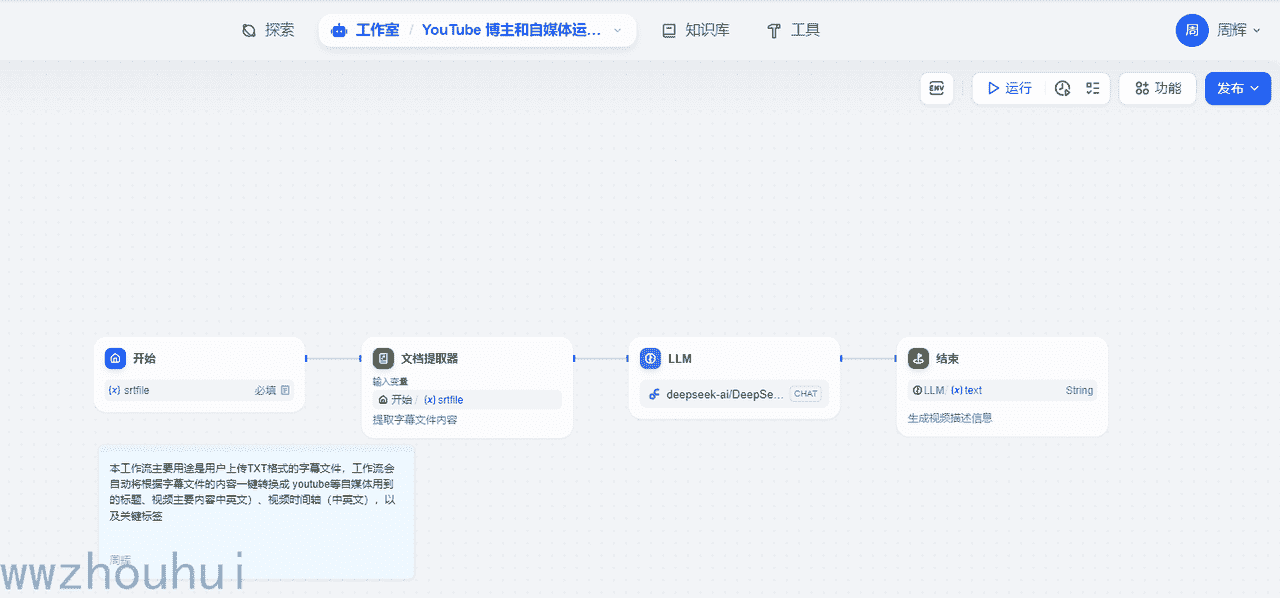 探索
工作室 / YouTube 博主和自媒体运...
知识库
工具
周 周辉
ENV
运行
功能
发布
开始
{x} srtfile 必填
文档提取器
输入变量
开始 / {x} srtfile
提取字幕文件内容
LLM
deepseek-ai/DeepSe... CHAT
结束
LLM / {x} text String
生成视频描述信息
本工作流主要用途是用户上传TXT格式的字幕文件，工作流会
自动将根据字幕文件的内容一键转换成 youtube等自媒体用到
的标题、视频主要内容中英文）、视频时间轴（中英文），以
及关键标签
周辉
wwzhouhui